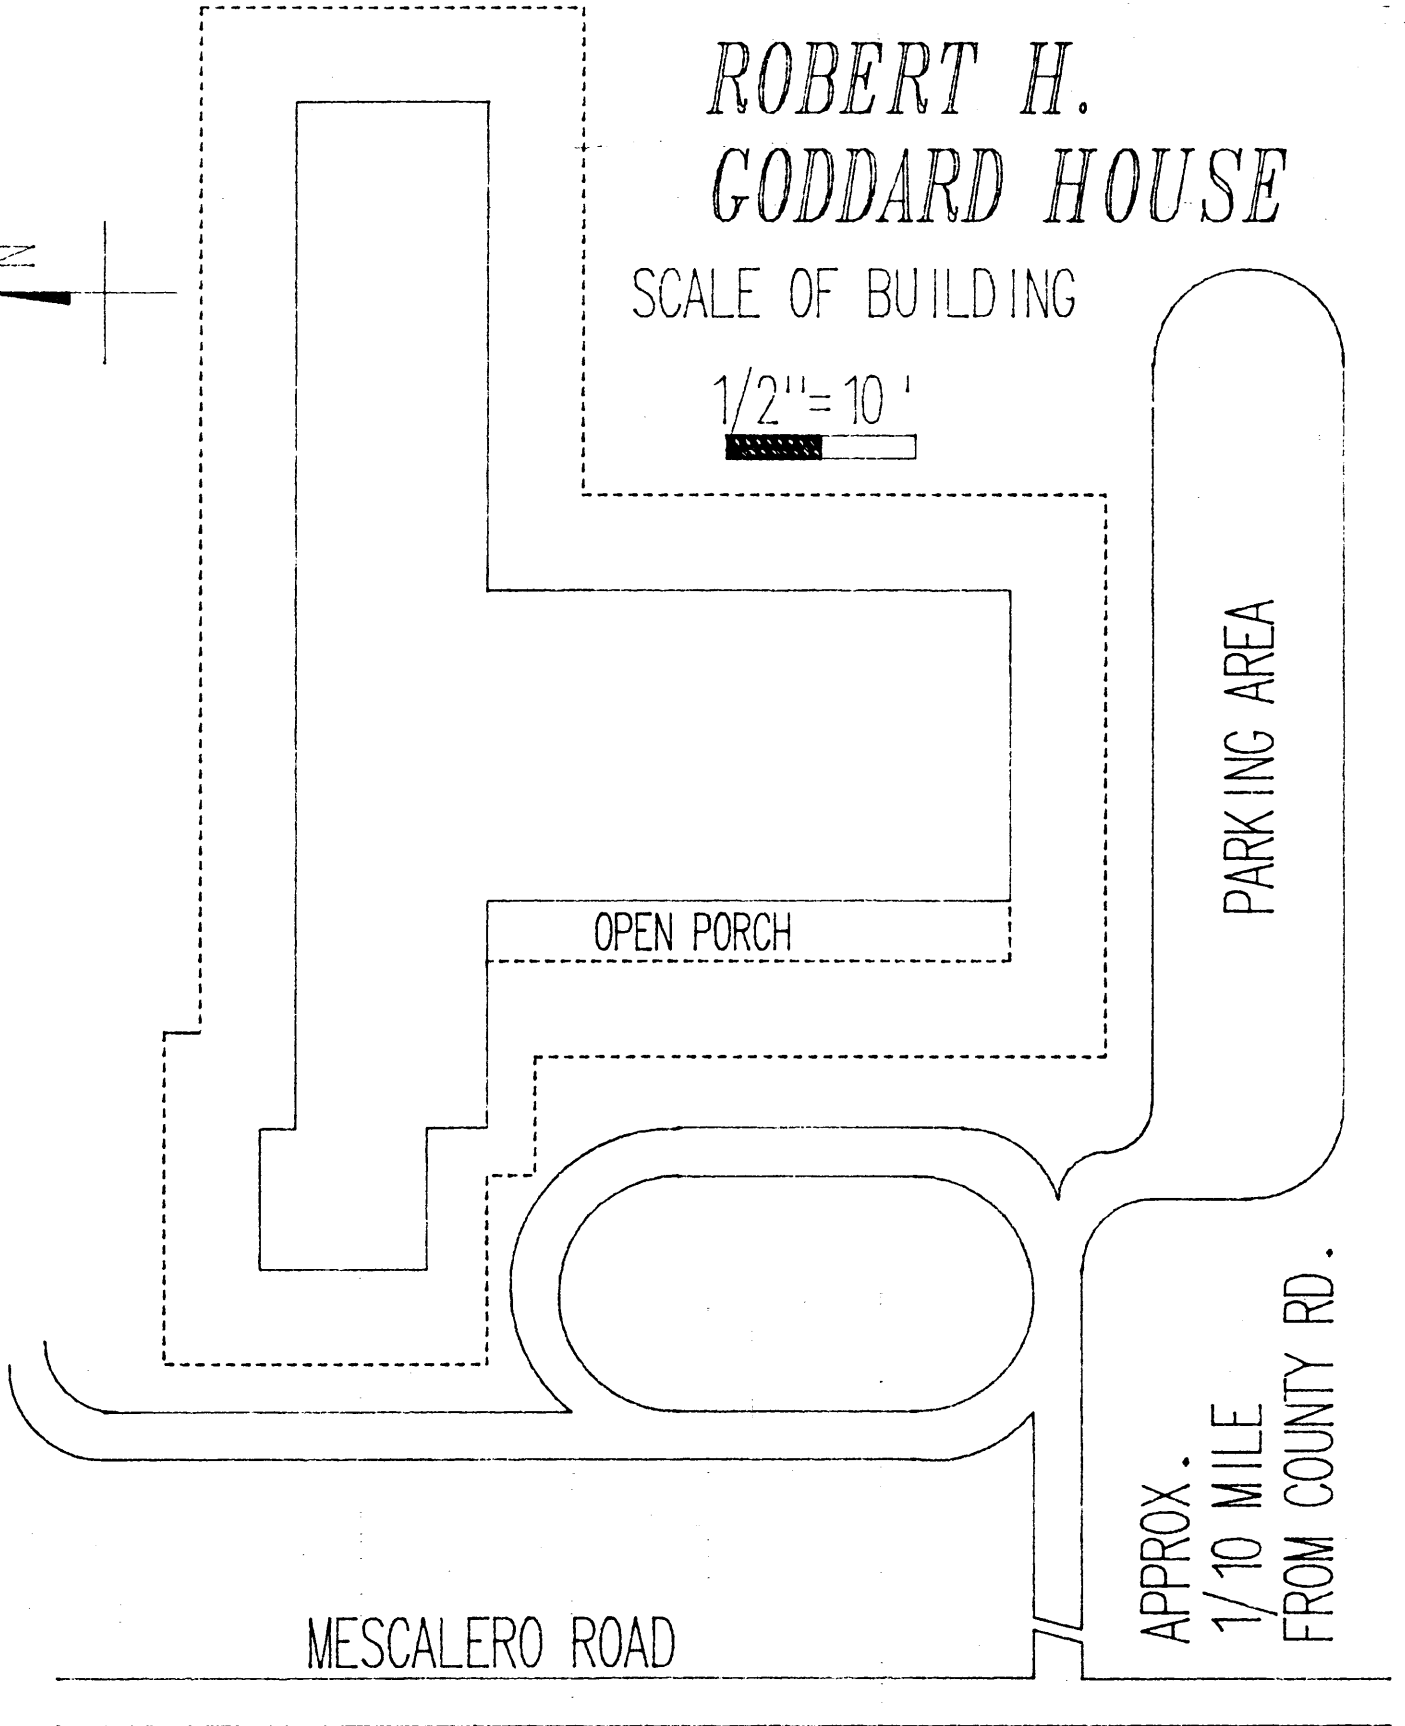 ROBERT H.
GODDARD HOUSE
N
SCALE OF BUILDING
1/2"=10'
PARKING AREA
OPEN PORCH
APPROX.
1/10 MILE
FROM COUNTY RD.
MESCALERO ROAD